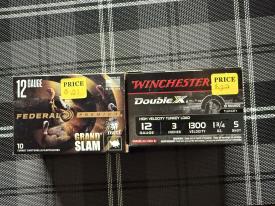 12
GAUGE
PRICE
FEDERAL
PREMIUM
GRAND
SLAM
10
WINCHESTER
PRICE
Double X
HIGH VELOCITY TURKEY LOAD
12
GAUGE
3
INCHES
1300
VELOCITY
1 3/4
oz.
5
SHOT